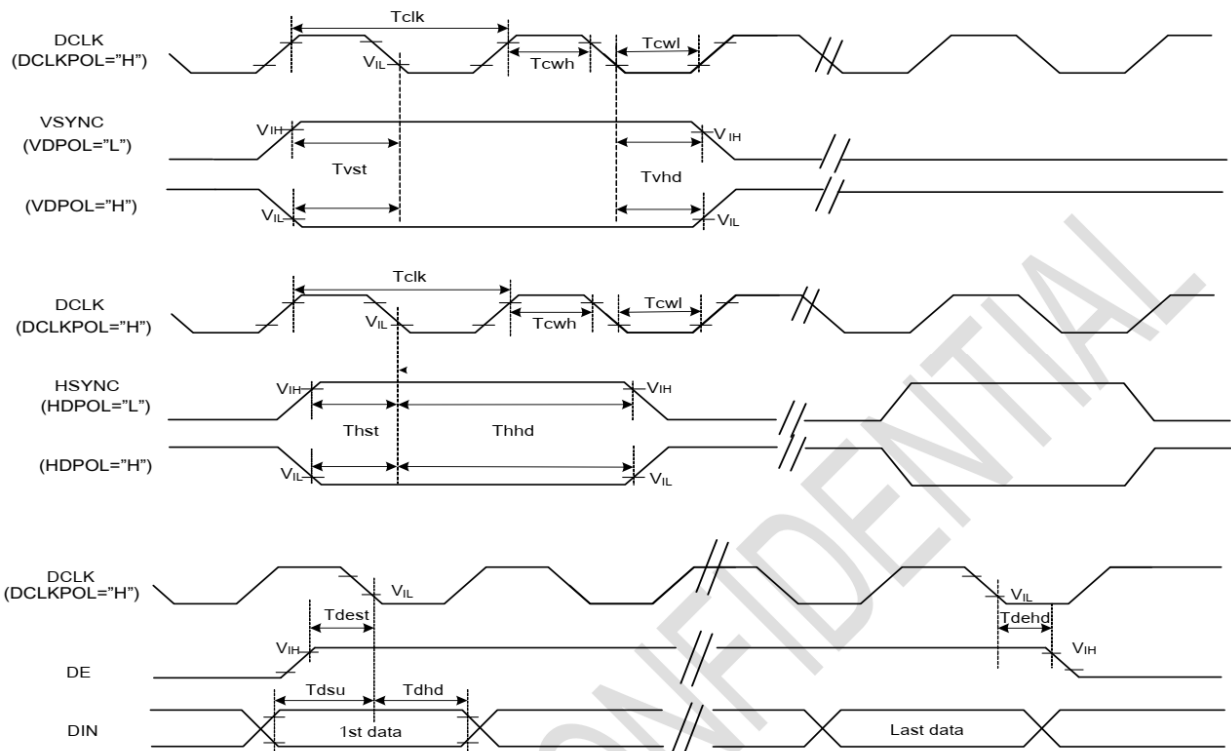 Tclk
DCLK
(DCLKPOL="H")
VIL
Tcwh
Tcwl
VSYNC
(VDPOL="L")
VIH
VIH
Tvst
Tvhd
(VDPOL="H")
VIL
VIL
Tclk
DCLK
(DCLKPOL="H")
VIL
Tcwh
Tcwl
HSYNC
(HDPOL="L")
VIH
VIH
Thst
Thhd
(HDPOL="H")
VIL
VIL
DCLK
(DCLKPOL="H")
VIL
VIL
Tdest
Tdehd
VIH
VIH
DE
Tdsu
Tdhd
DIN
1st data
Last data
CONFIDENTIAL